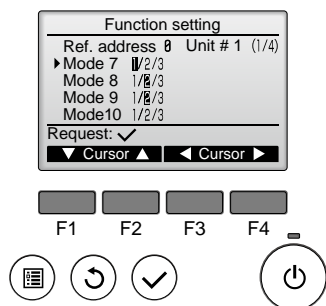 Function setting
Ref. address 0 Unit # 1 (1/4)
Mode 7 1/2/3
Mode 8 1/2/3
Mode 9 1/2/3
Mode10 1/2/3
Request: ✓
▼ Cursor ▲ ◀ Cursor ▶
F1 F2 F3 F4